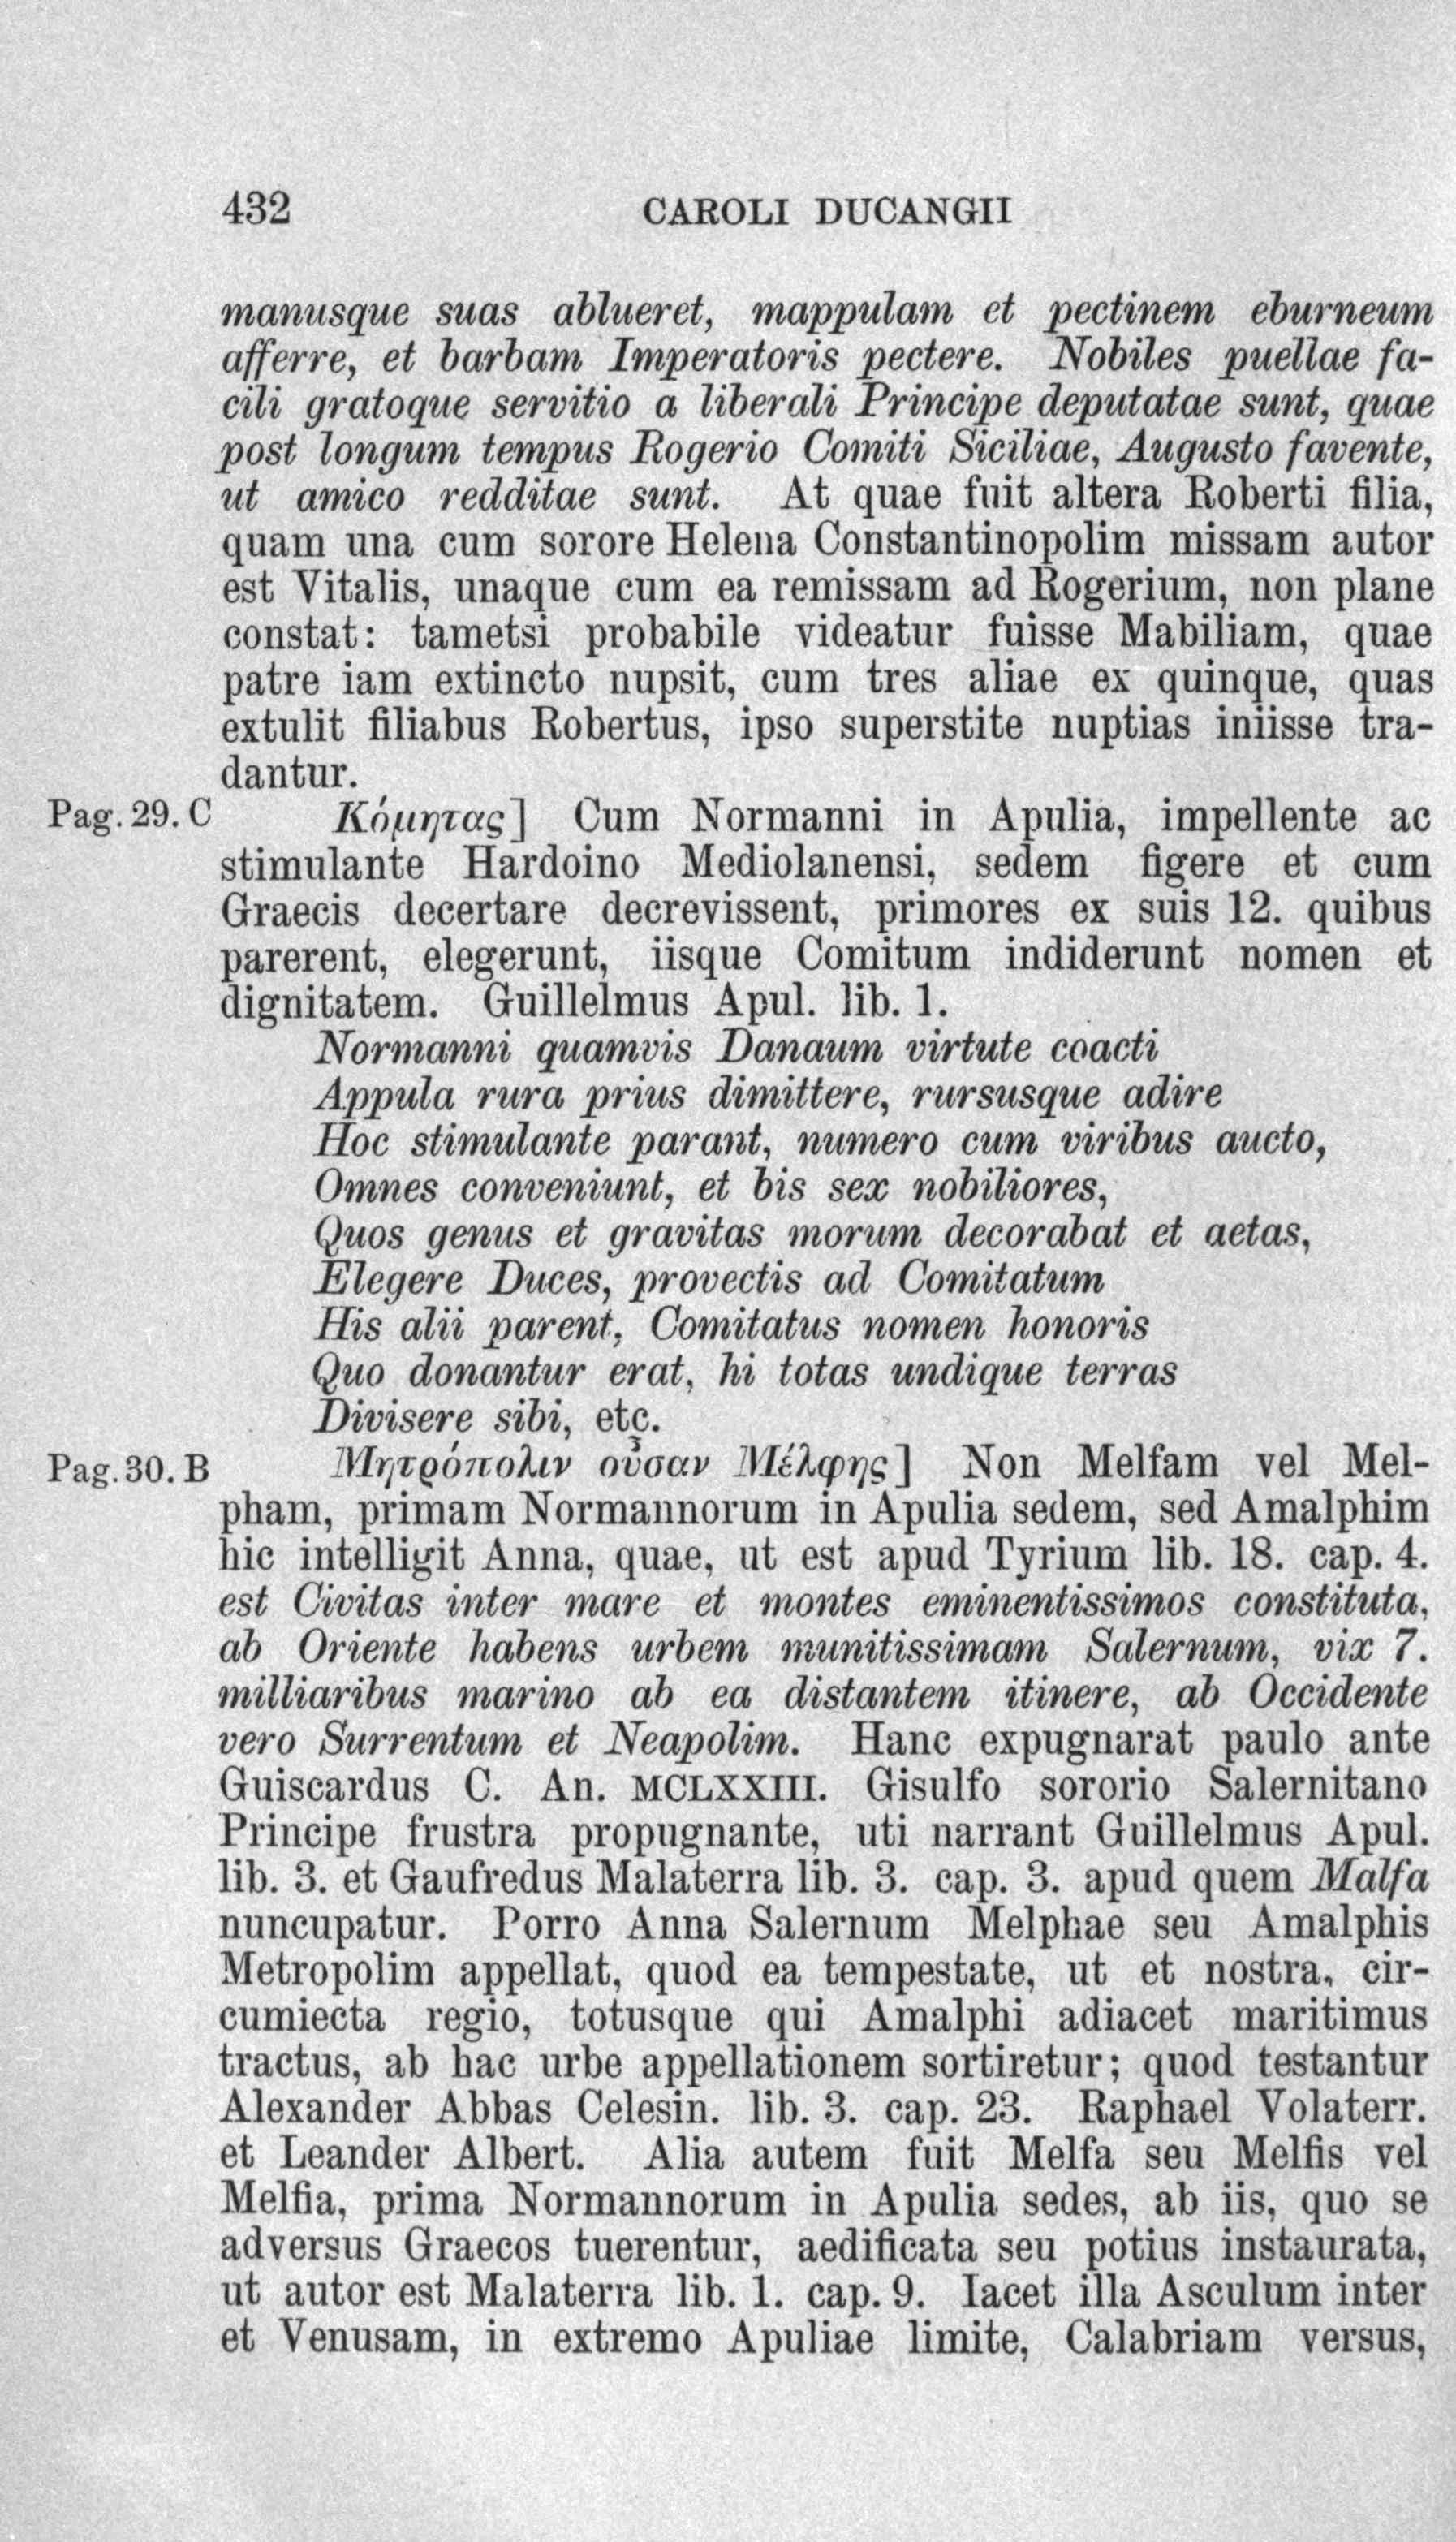 432 CAROLI DUCANGII
manusque suas ablueret, mappulam et pectinem eburneum
afferre, et barbam Imperatoris pectere. Nobiles puellae fa-
cili gratoque servitio a liberali Principe deputatae sunt, quae
post longum tempus Rogerio Comiti Siciliae, Augusto favente,
ut amico redditae sunt. At quae fuit altera Roberti filia,
quam una cum sorore Helena Constantinopolim missam autor
est Vitalis, unaque cum ea remissam ad Rogerium, non plane
constat: tametsi probabile videatur fuisse Mabiliam, quae
patre iam extincto nupsit, cum tres aliae ex quinque, quas
extulit filiabus Robertus, ipso superstite nuptias iniisse tra-
dantur.
Pag. 29. C Κόμητας] Cum Normanni in Apulia, impellente ac
stimulante Hardoino Mediolanensi, sedem figere et cum
Graecis decertare decrevissent, primores ex suis 12. quibus
parerent, elegerunt, iisque Comitum indiderunt nomen et
dignitatem. Guillelmus Apul. lib. 1.
Normanni quamvis Danaum virtute coacti
Appula rura prius dimittere, rursusque adire
Hoc stimulante parant, numero cum viribus aucto,
Omnes conveniunt, et bis sex nobiliores,
Quos genus et gravitas morum decorabat et aetas,
Elegere Duces, provectis ad Comitatum
His alii parent, Comitatus nomen honoris
Quo donantur erat, hi totas undique terras
Divisere sibi, etc.
Pag. 30. B Μητρόπολιν οὖσαν Μέλφης] Non Melfam vel Mel-
pham, primam Normannorum in Apulia sedem, sed Amalphim
hic intelligit Anna, quae, ut est apud Tyrium lib. 18. cap. 4.
est Civitas inter mare et montes eminentissimos constituta,
ab Oriente habens urbem munitissimam Salernum, vix 7.
milliaribus marino ab ea distantem itinere, ab Occidente
vero Surrentum et Neapolim. Hanc expugnarat paulo ante
Guiscardus C. An. MCLXXIII. Gisulfo sororio Salernitano
Principe frustra propugnante, uti narrant Guillelmus Apul.
lib. 3. et Gaufredus Malaterra lib. 3. cap. 3. apud quem Malfa
nuncupatur. Porro Anna Salernum Melphae seu Amalphis
Metropolim appellat, quod ea tempestate, ut et nostra, cir-
cumiecta regio, totusque qui Amalphi adiacet maritimus
tractus, ab hac urbe appellationem sortiretur; quod testantur
Alexander Abbas Celesin. lib. 3. cap. 23. Raphael Volaterr.
et Leander Albert. Alia autem fuit Melfa seu Melfis vel
Melfia, prima Normannorum in Apulia sedes, ab iis, quo se
adversus Graecos tuerentur, aedificata seu potius instaurata,
ut autor est Malaterra lib. 1. cap. 9. Iacet illa Asculum inter
et Venusam, in extremo Apuliae limite, Calabriam versus,